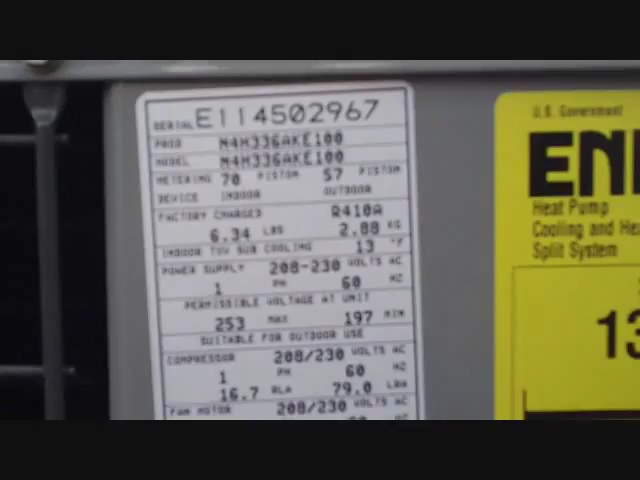 SERIAL E114502967
PROD N4H336AKE100
MODEL N4H336AKE100
METERING 70 PISTON 57 PISTON
DEVICE INDOOR OUTDOOR
FACTORY CHARGED R410A
6.34 LBS 2.88 KG
INDOOR TXV SUB COOLING 13 °F
POWER SUPPLY 208-230 VOLTS AC
1 PH 60 HZ
PERMISSIBLE VOLTAGE AT UNIT
253 MAX 197 MIN
SUITABLE FOR OUTDOOR USE
COMPRESSOR 208/230 VOLTS AC
1 PH 60 HZ
16.7 RLA 79.0 LRA
FAN MOTOR 208/230 VOLTS AC
U.S. Government
EN
Heat Pump
Cooling and He
Split System
13